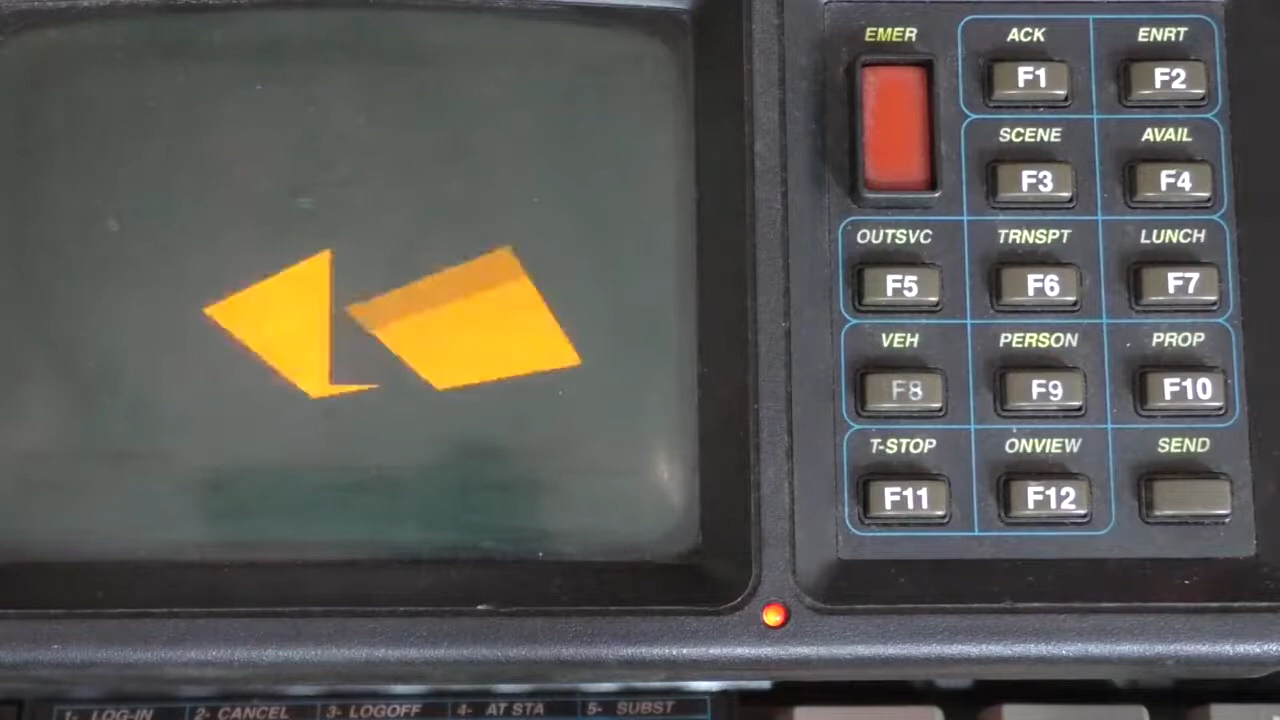 EMER ACK ENRT
F1 F2
SCENE AVAIL
F3 F4
OUTSVC TRNSPT LUNCH
F5 F6 F7
VEH PERSON PROP
F8 F9 F10
T-STOP ONVIEW SEND
F11 F12
1- LOG-IN 2- CANCEL 3- LOGOFF 4- AT STA 5- SUBST